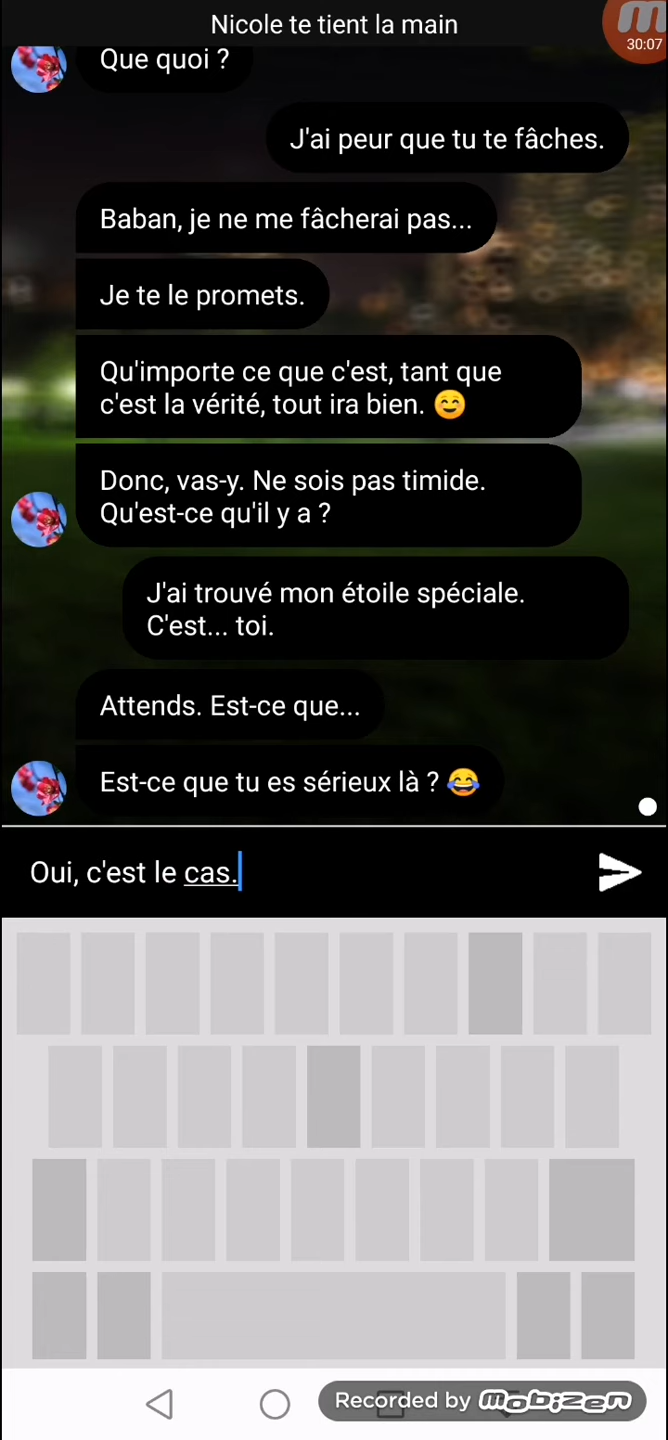 Nicole te tient la main
30:07
Que quoi ?
J'ai peur que tu te fâches.
Baban, je ne me fâcherai pas...
Je te le promets.
Qu'importe ce que c'est, tant que
c'est la vérité, tout ira bien. 😊
Donc, vas-y. Ne sois pas timide.
Qu'est-ce qu'il y a ?
J'ai trouvé mon étoile spéciale.
C'est... toi.
Attends. Est-ce que...
Est-ce que tu es sérieux là ? 😂
Oui, c'est le cas.
Recorded by mobizen